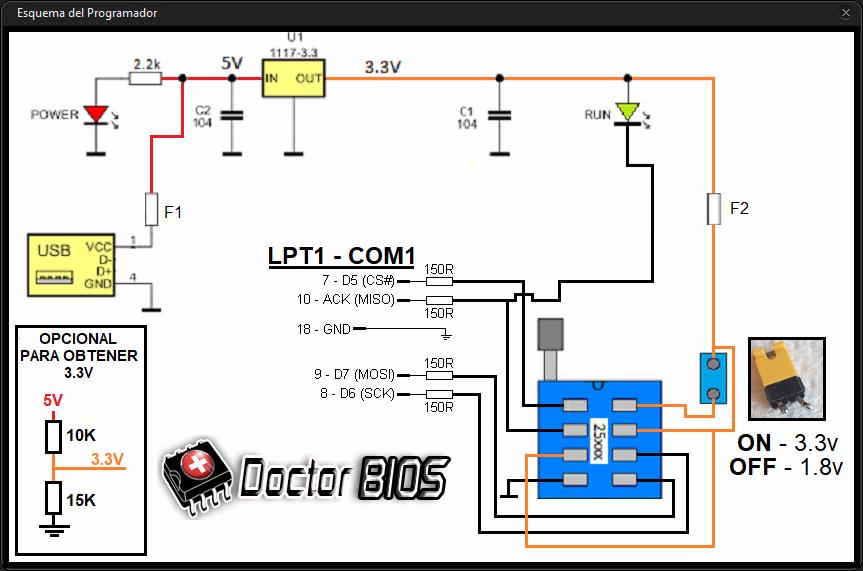 Esquema del Programador
U1
1117-3.3
2.2k
5V
IN
OUT
3.3V
POWER
C2
104
C1
104
RUN
F1
F2
USB
VCC
D-
D+
GND
1
4
LPT1 - COM1
7 - D5 (CS#)
150R
10 - ACK (MISO)
150R
18 - GND
9 - D7 (MOSI)
150R
8 - D6 (SCK)
150R
OPCIONAL
PARA OBTENER
3.3V
5V
10K
3.3V
15K
Doctor BIOS
25xxx
ON - 3.3v
OFF - 1.8v